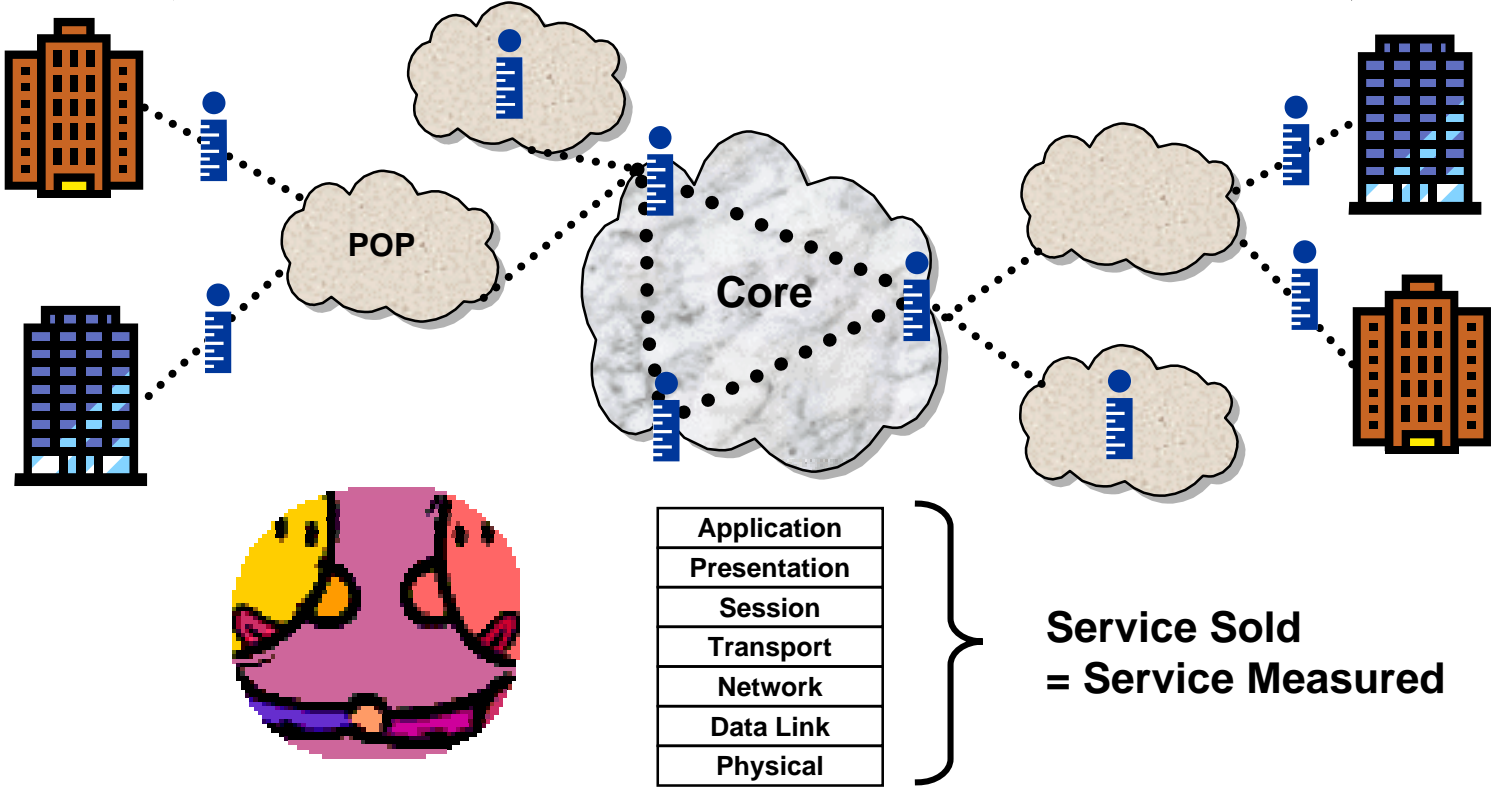 POP
Core
Application
Presentation
Session
Transport
Network
Data Link
Physical
Service Sold
= Service Measured